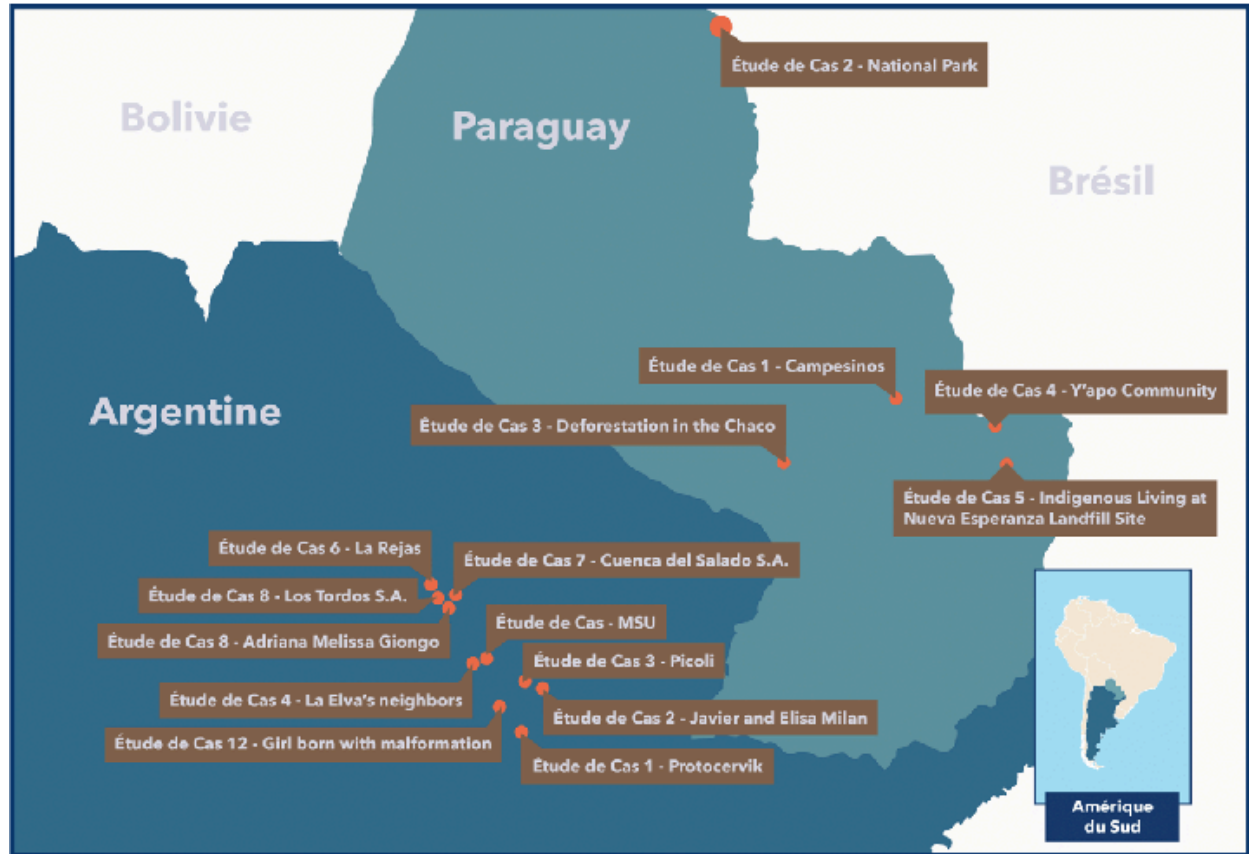 Étude de Cas 2 - National Park
Bolivie
Paraguay
Brésil
Étude de Cas 1 - Campesinos
Étude de Cas 4 - Y'apo Community
Argentine
Étude de Cas 3 - Deforestation in the Chaco
Étude de Cas 5 - Indigenous Living at
Nueva Esperanza Landfill Site
Étude de Cas 6 - La Rejas
Étude de Cas 7 - Cuenca del Salado S.A.
Étude de Cas 8 - Los Tordos S.A.
Étude de Cas - MSU
Étude de Cas 8 - Adriana Melissa Giongo
Étude de Cas 3 - Picoli
Étude de Cas 4 - La Elva's neighbors
Étude de Cas 2 - Javier and Elisa Milan
Étude de Cas 12 - Girl born with malformation
Étude de Cas 1 - Protocervik
Amérique
du Sud